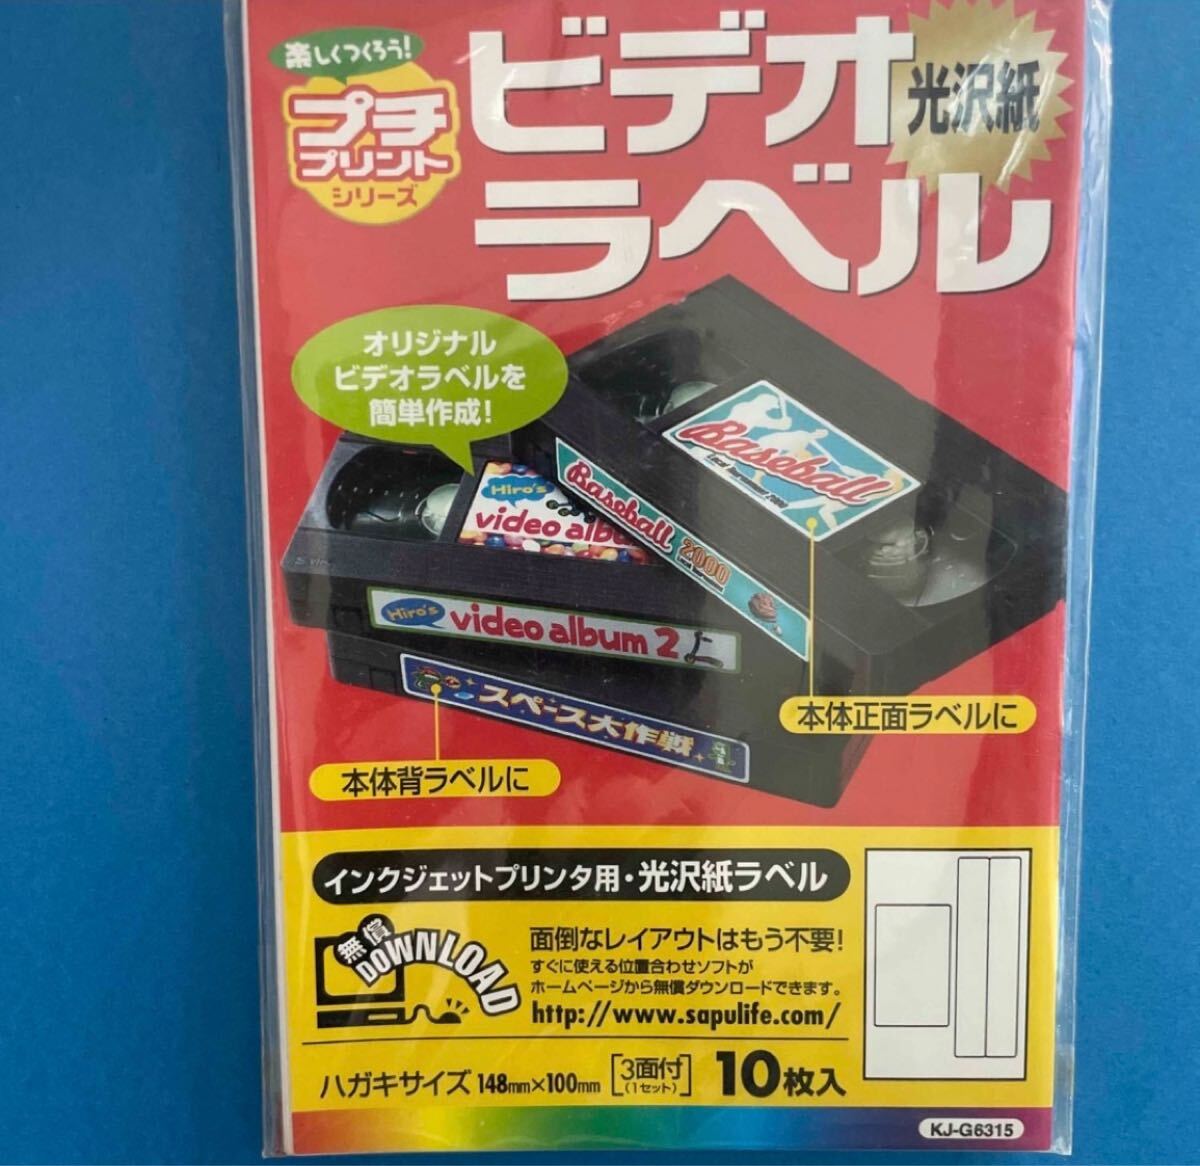 楽しくつくろう!
プチ
プリント
シリーズ
ビデオ
ラベル
光沢紙
オリジナル
ビデオラベルを
簡単作成!
Baseball
Hiro's
video albu
Baseball
2000
Hiro's
video album 2
スペース大作戦
本体正面ラベルに
本体背ラベルに
インクジェットプリンタ用・光沢紙ラベル
無償
DOWNLOAD
面倒なレイアウトはもう不要!
すぐに使える位置合わせソフトが
ホームページから無償ダウンロードできます。
http://www.sapulife.com/
ハガキサイズ 148mm×100mm [3面付(1セット)] 10枚入
KJ-G6315